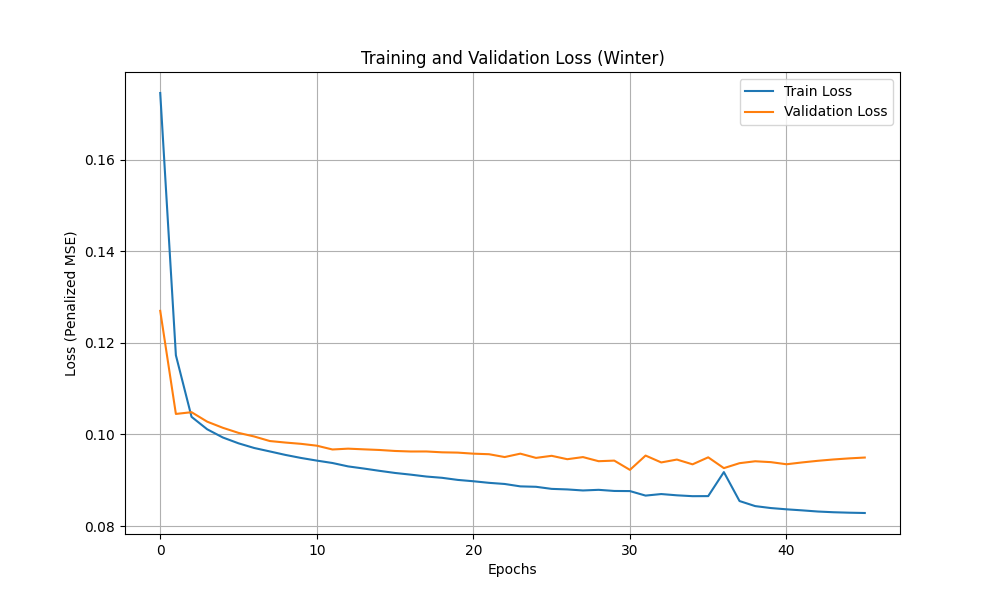 Training and Validation Loss (Winter)
Train Loss
Validation Loss
Loss (Penalized MSE)
0.16
0.14
0.12
0.10
0.08
0 10 20 30 40
Epochs